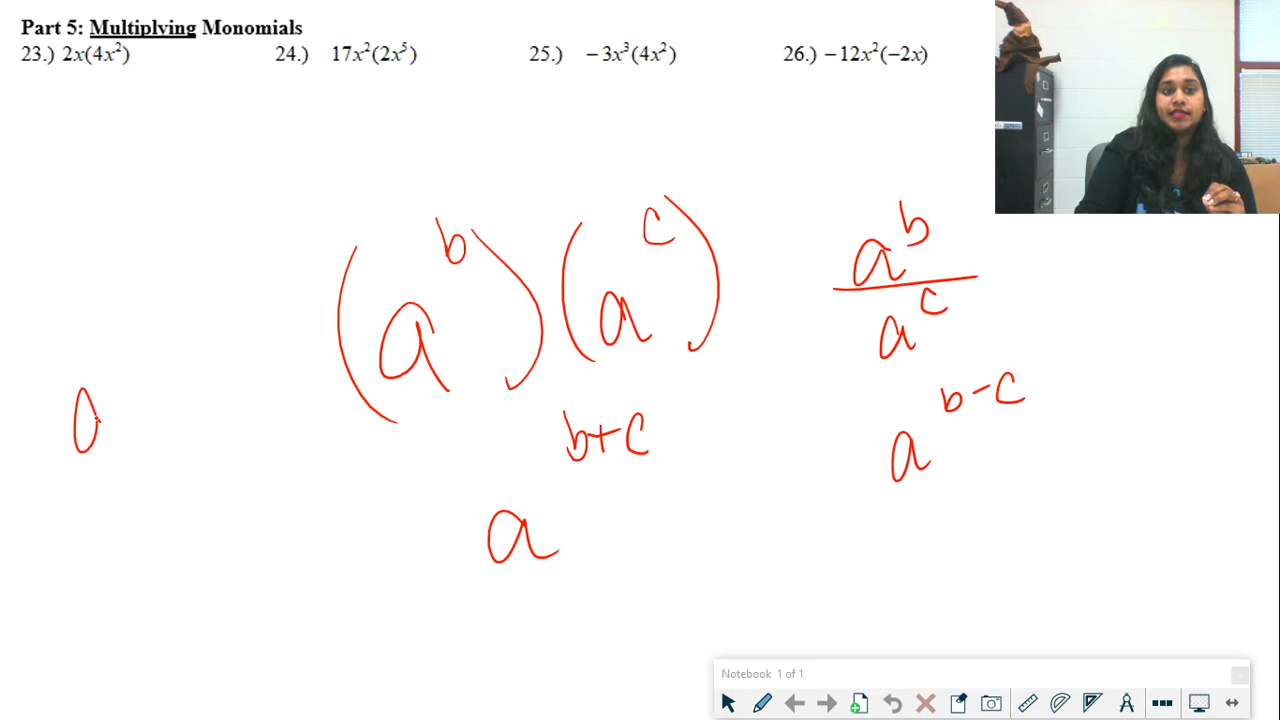 Part 5: Multiplying Monomials
23.) 2x(4x²) 24.) 17x²(2x⁵) 25.) −3x³(4x²) 26.) −12x²(−2x)
(a^b)(a^c)
a^b/a^c
a^(b+c)
a^(b−c)
0
Notebook 1 of 1